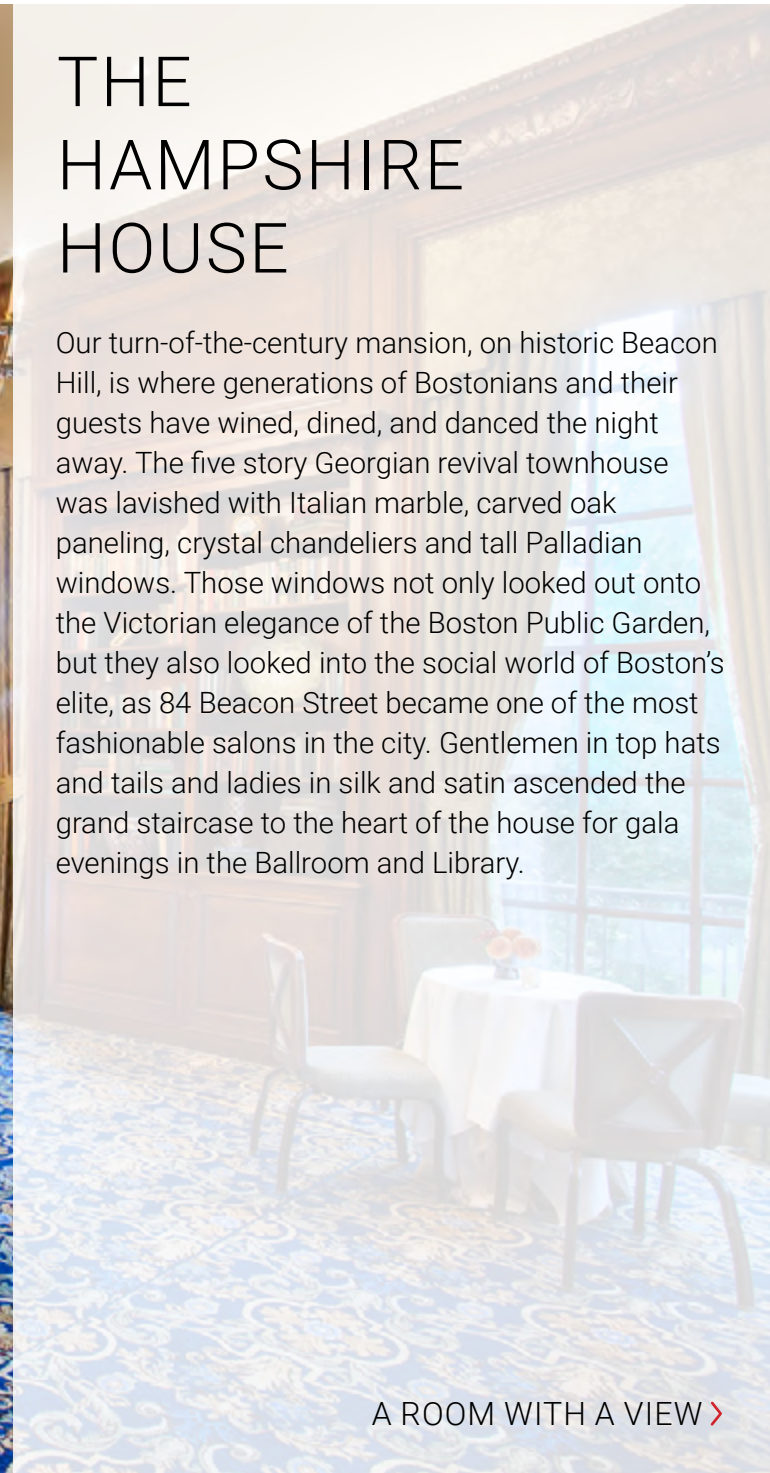 THE
HAMPSHIRE
HOUSE
Our turn-of-the-century mansion, on historic Beacon
Hill, is where generations of Bostonians and their
guests have wined, dined, and danced the night
away. The five story Georgian revival townhouse
was lavished with Italian marble, carved oak
paneling, crystal chandeliers and tall Palladian
windows. Those windows not only looked out onto
the Victorian elegance of the Boston Public Garden,
but they also looked into the social world of Boston’s
elite, as 84 Beacon Street became one of the most
fashionable salons in the city. Gentlemen in top hats
and tails and ladies in silk and satin ascended the
grand staircase to the heart of the house for gala
evenings in the Ballroom and Library.
A ROOM WITH A VIEW >